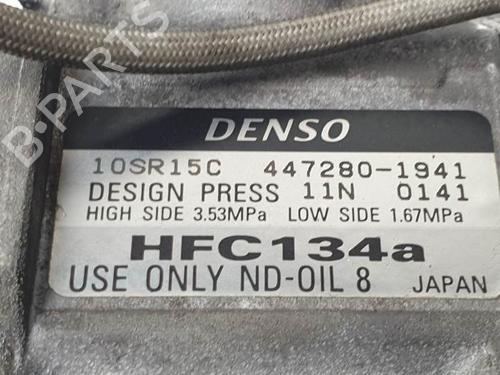 DENSO
10SR15C 447280-1941
DESIGN PRESS 11N 0141
HIGH SIDE 3.53MPa LOW SIDE 1.67MPa
HFC134a
USE ONLY ND-OIL 8 JAPAN
B-PARTS